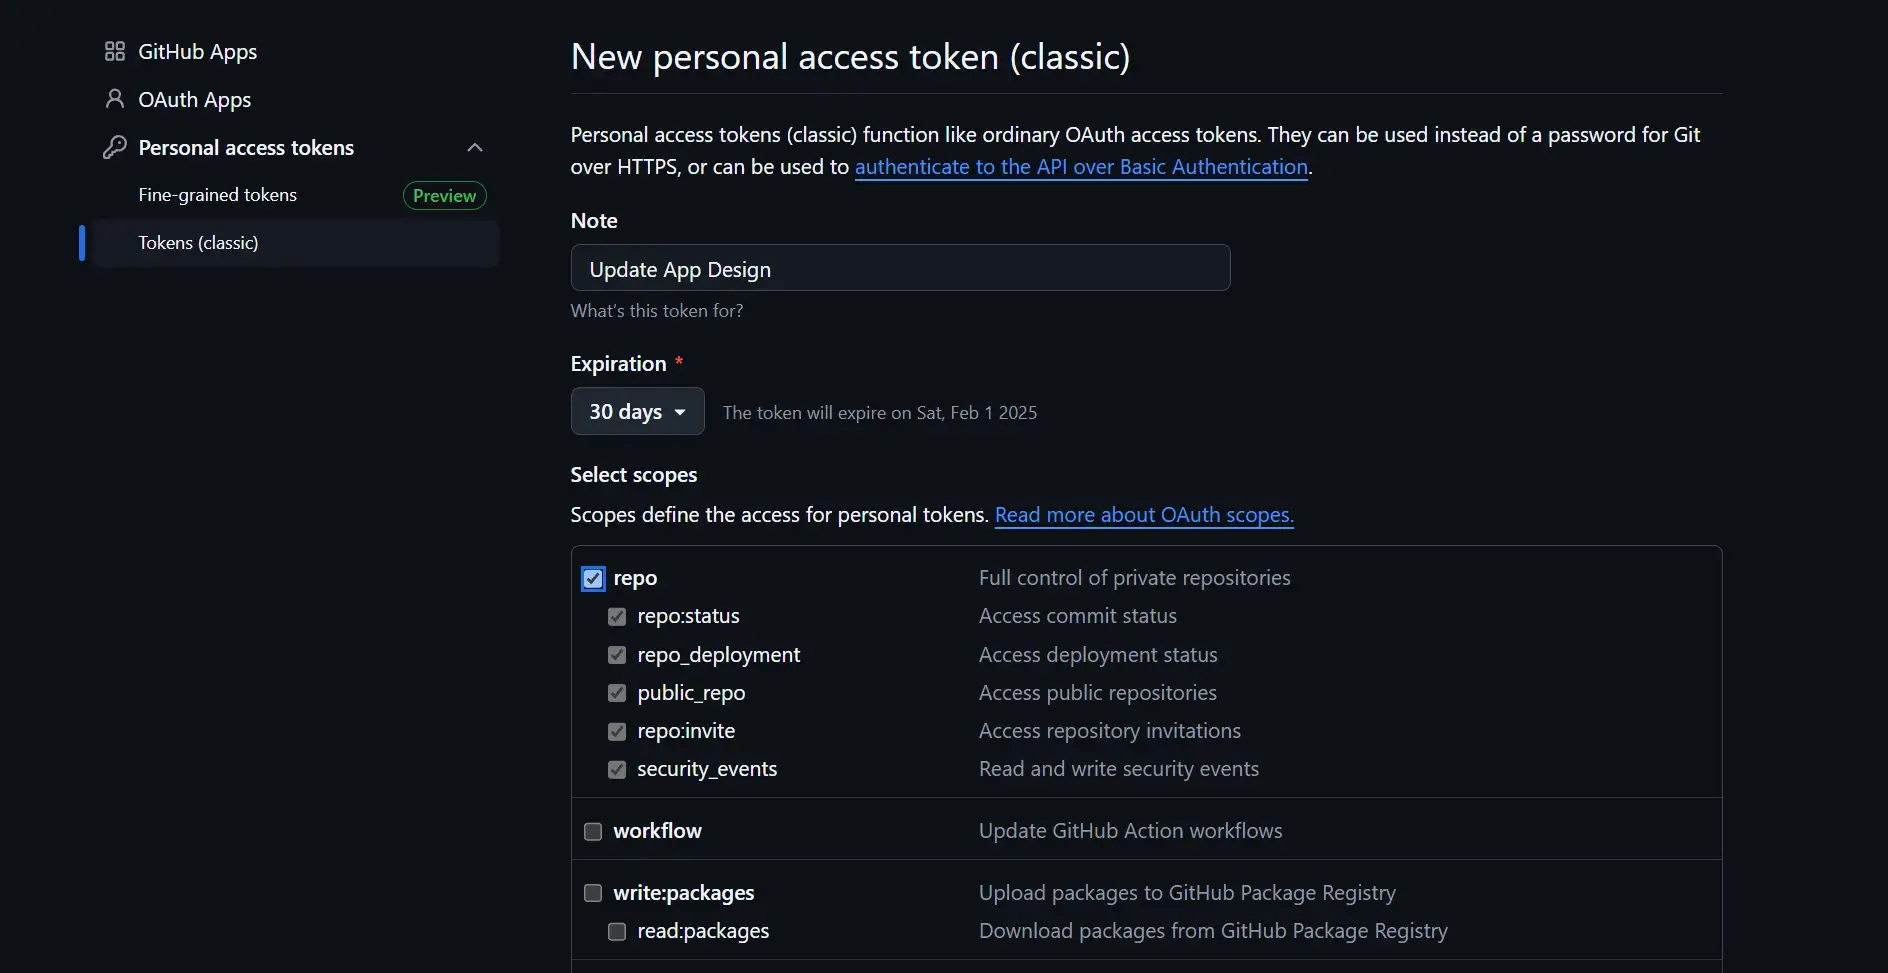 GitHub Apps
OAuth Apps
Personal access tokens
Fine-grained tokens Preview
Tokens (classic)
New personal access token (classic)
Personal access tokens (classic) function like ordinary OAuth access tokens. They can be used instead of a password for Git
over HTTPS, or can be used to authenticate to the API over Basic Authentication.
Note
Update App Design
What's this token for?
Expiration *
30 days The token will expire on Sat, Feb 1 2025
Select scopes
Scopes define the access for personal tokens. Read more about OAuth scopes.
repo Full control of private repositories
repo:status Access commit status
repo_deployment Access deployment status
public_repo Access public repositories
repo:invite Access repository invitations
security_events Read and write security events
workflow Update GitHub Action workflows
write:packages Upload packages to GitHub Package Registry
read:packages Download packages from GitHub Package Registry